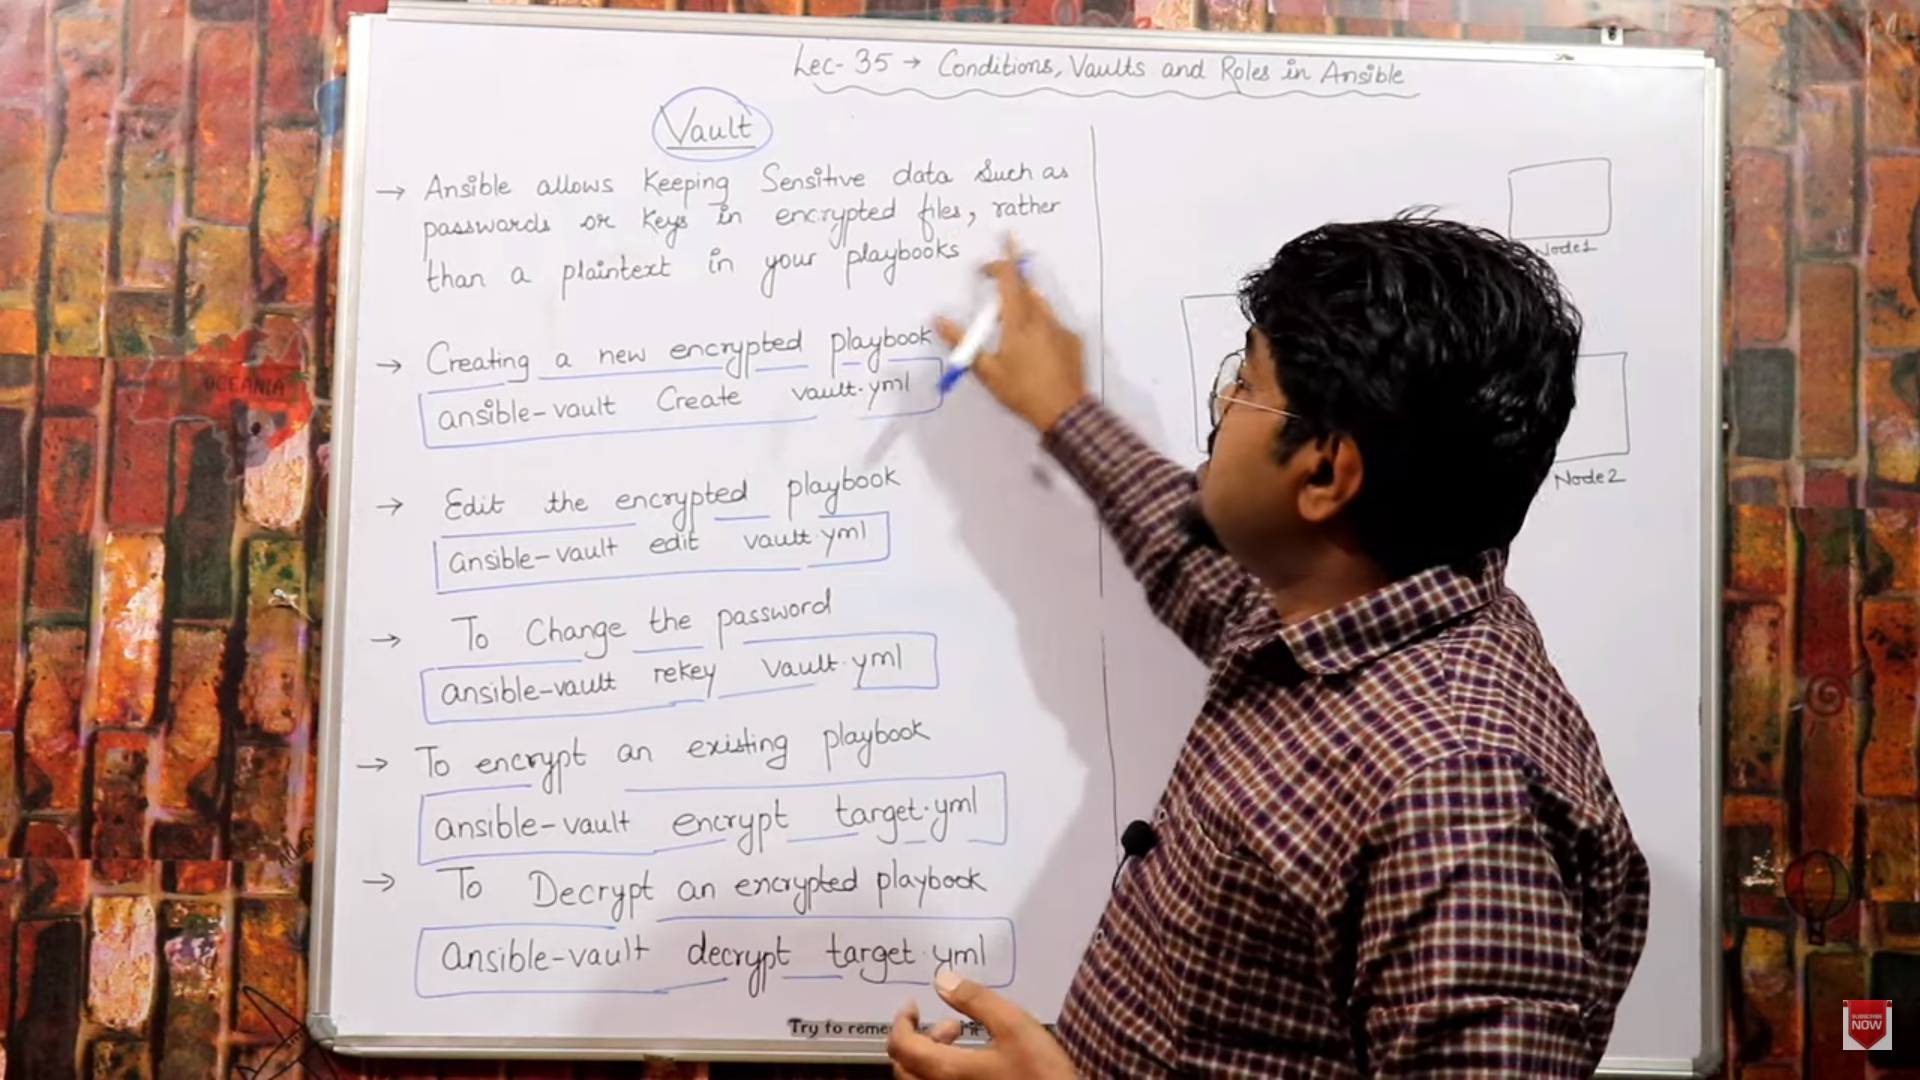 Lec-35 → Conditions, Vaults and Roles in Ansible
Vault
→ Ansible allows Keeping Sensitive data Such as
passwords or Keys in encrypted files, rather
than a plaintext in your playbooks
→ Creating a new encrypted playbook
ansible-vault Create vault.yml
→ Edit the encrypted playbook
ansible-vault edit vault.yml
→ To Change the password
ansible-vault rekey vault.yml
→ To encrypt an existing playbook
ansible-vault encrypt target.yml
→ To Decrypt an encrypted playbook
Ansible-vault decrypt target.yml
Node1
Node2
OCEANIA
Try to
SUBSCRIBE
NOW